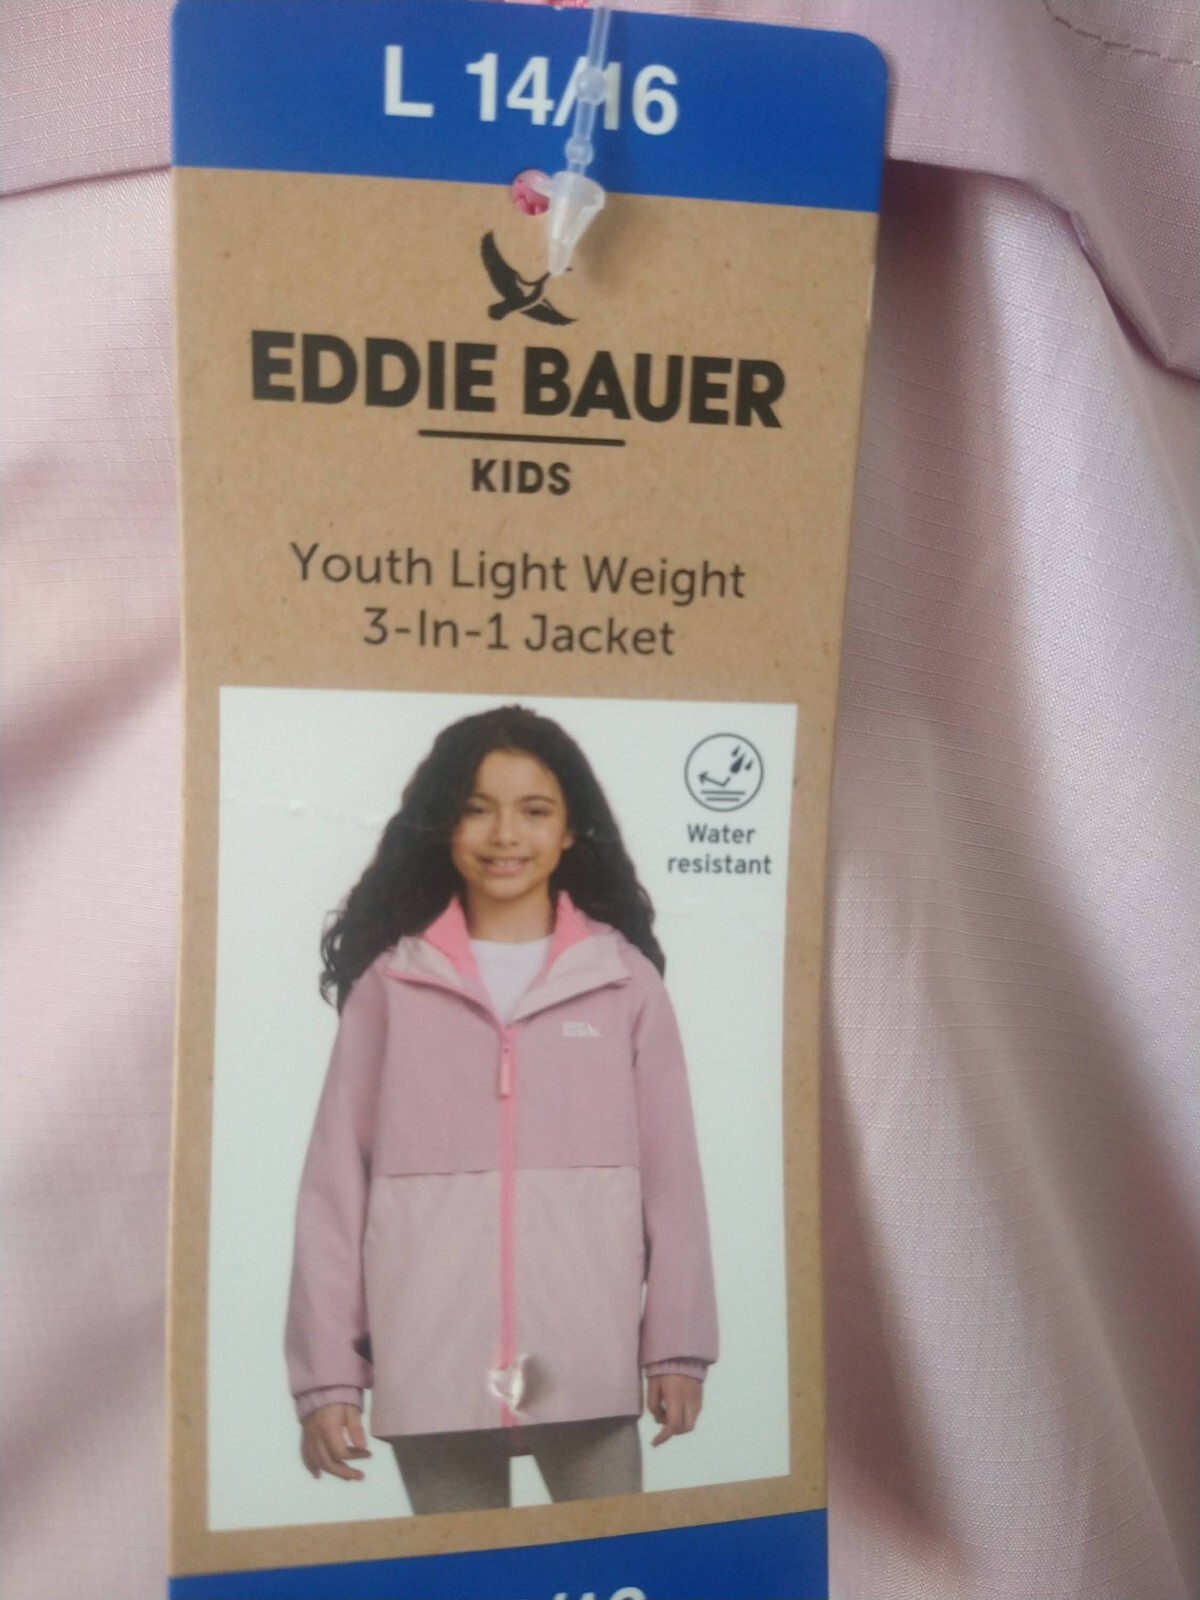 L 14/16
EDDIE BAUER
KIDS
Youth Light Weight
3-In-1 Jacket
Water
resistant